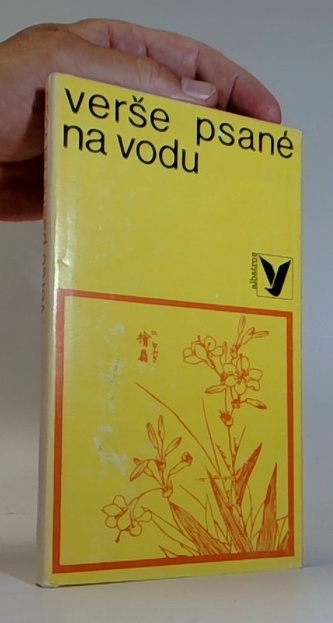 verše psané
na vodu
albatros